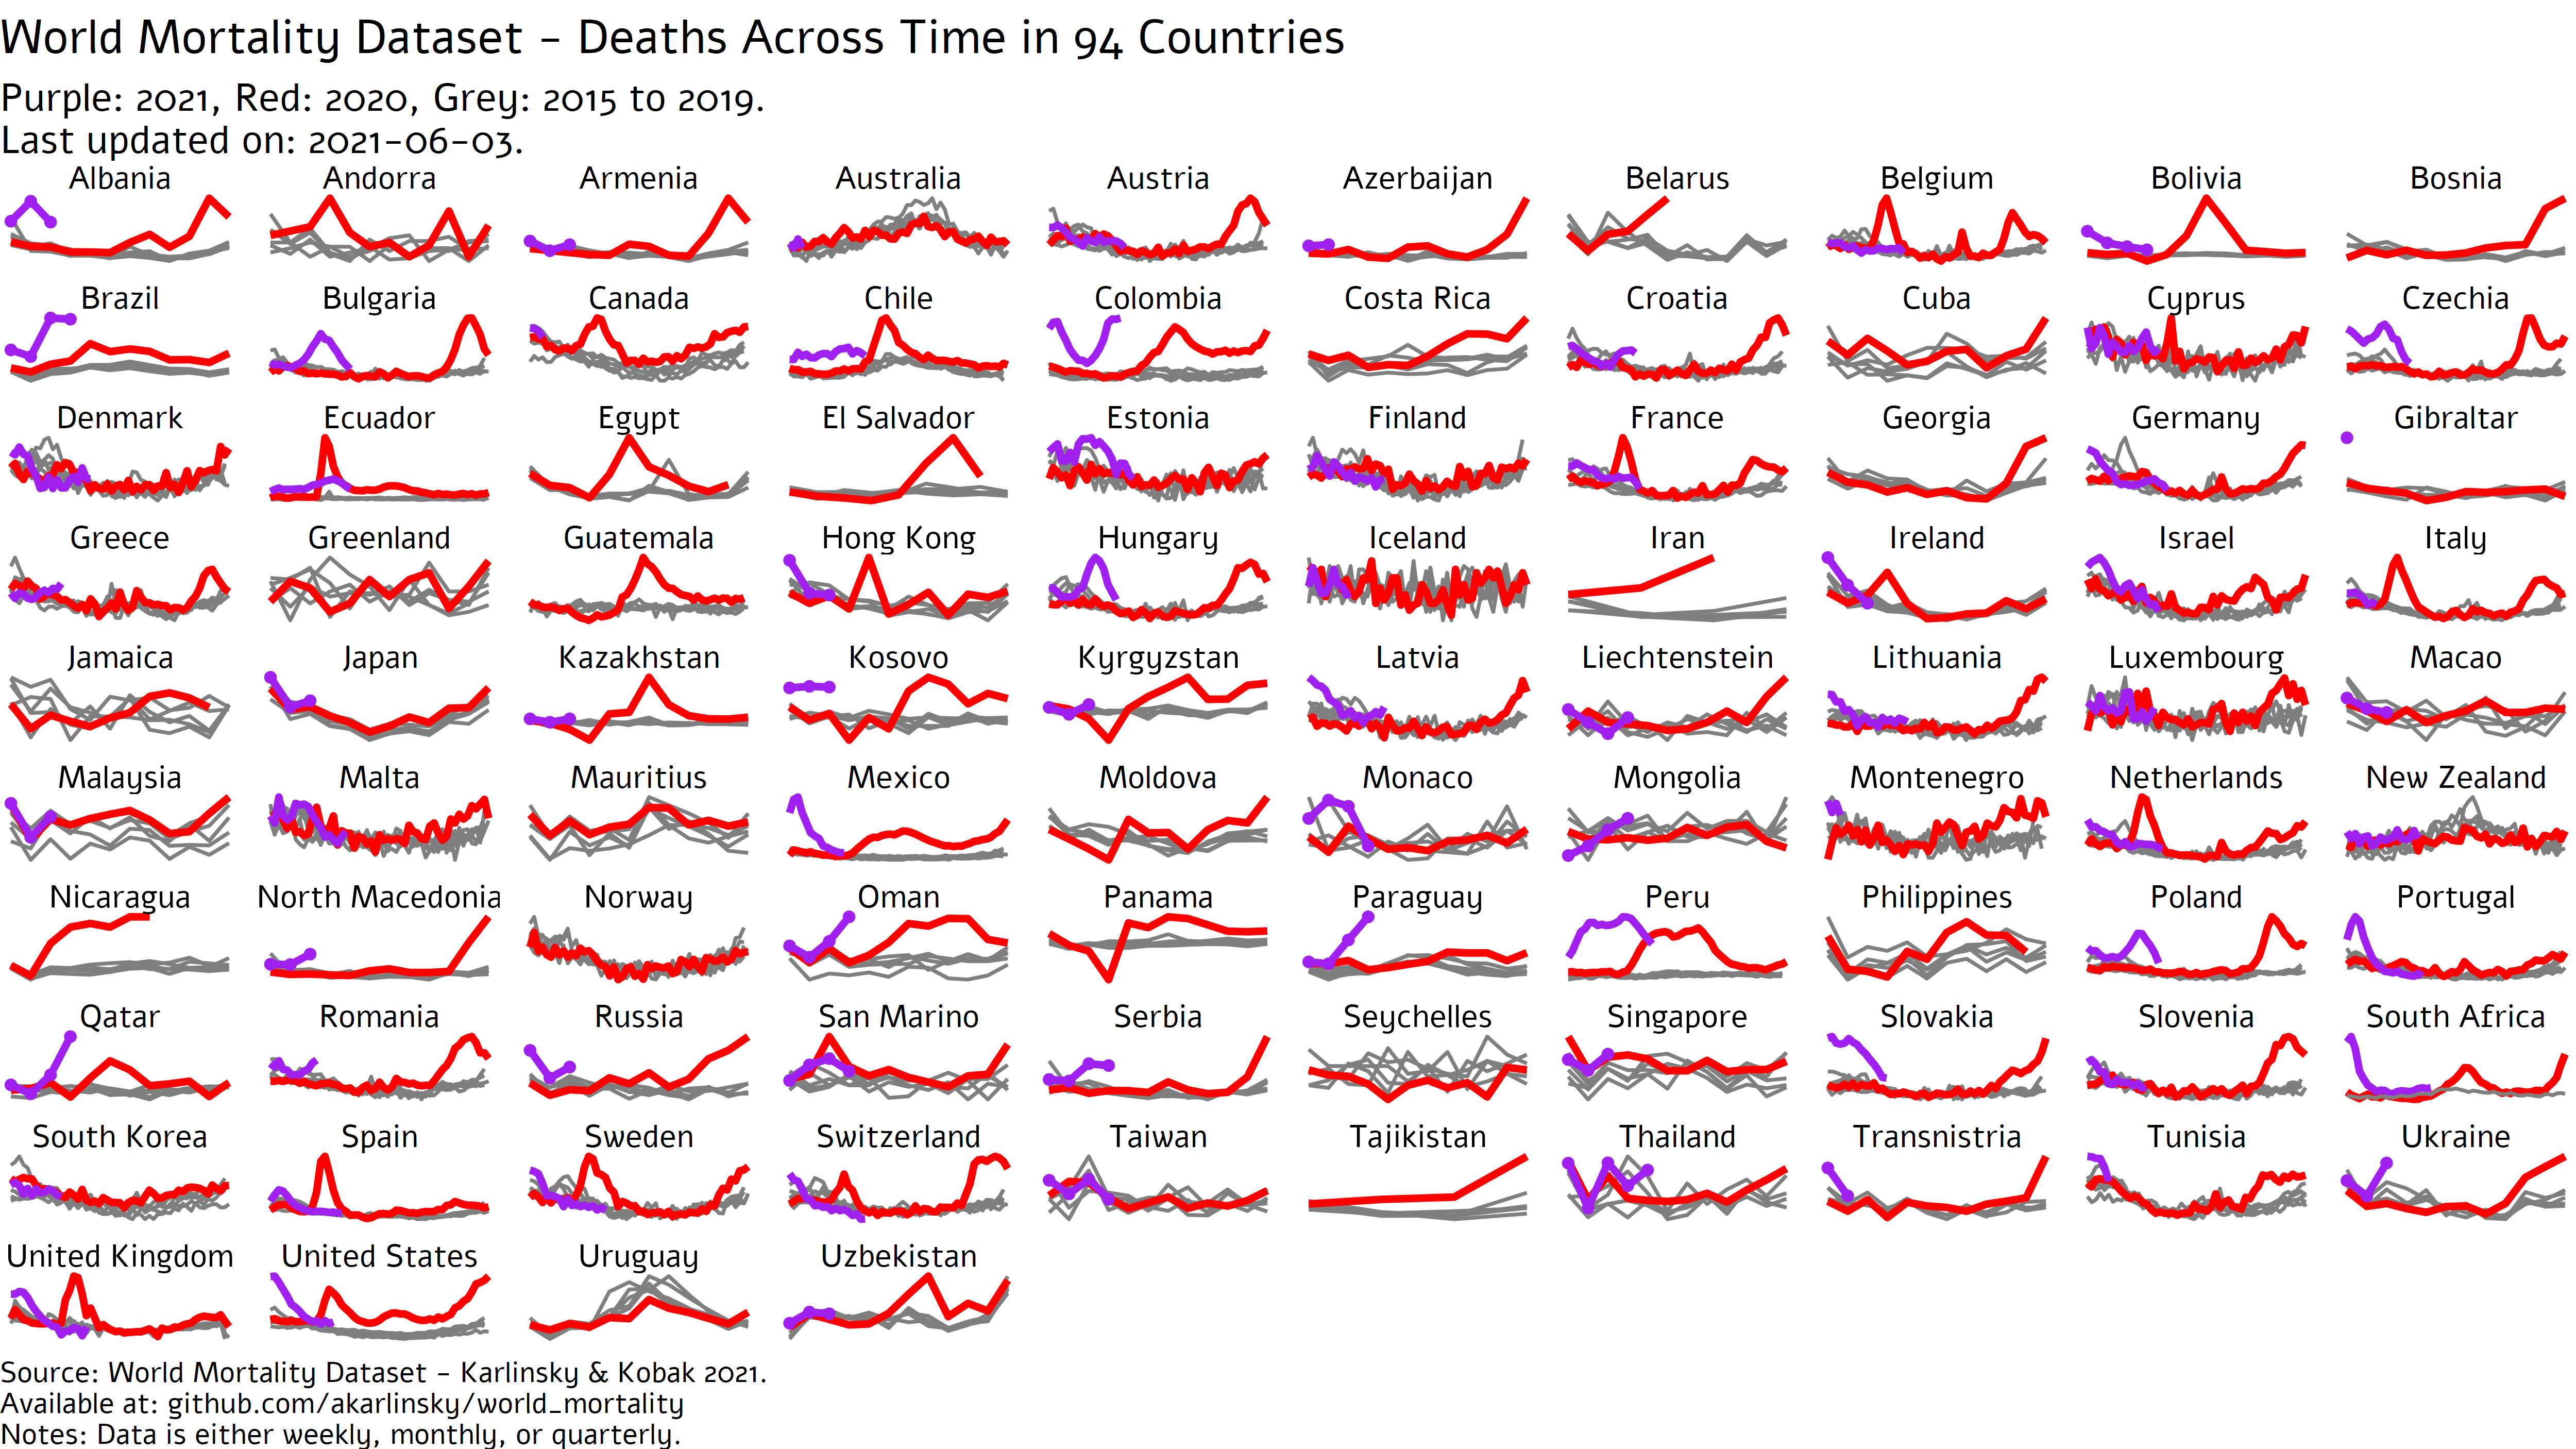 World Mortality Dataset - Deaths Across Time in 94 Countries
Purple: 2021, Red: 2020, Grey: 2015 to 2019.
Last updated on: 2021-06-03.
Albania Andorra Armenia Australia Austria Azerbaijan Belarus Belgium Bolivia Bosnia
Brazil Bulgaria Canada Chile Colombia Costa Rica Croatia Cuba Cyprus Czechia
Denmark Ecuador Egypt El Salvador Estonia Finland France Georgia Germany Gibraltar
Greece Greenland Guatemala Hong Kong Hungary Iceland Iran Ireland Israel Italy
Jamaica Japan Kazakhstan Kosovo Kyrgyzstan Latvia Liechtenstein Lithuania Luxembourg Macao
Malaysia Malta Mauritius Mexico Moldova Monaco Mongolia Montenegro Netherlands New Zealand
Nicaragua North Macedonia Norway Oman Panama Paraguay Peru Philippines Poland Portugal
Qatar Romania Russia San Marino Serbia Seychelles Singapore Slovakia Slovenia South Africa
South Korea Spain Sweden Switzerland Taiwan Tajikistan Thailand Transnistria Tunisia Ukraine
United Kingdom United States Uruguay Uzbekistan
Source: World Mortality Dataset - Karlinsky & Kobak 2021.
Available at: github.com/akarlinsky/world_mortality
Notes: Data is either weekly, monthly, or quarterly.